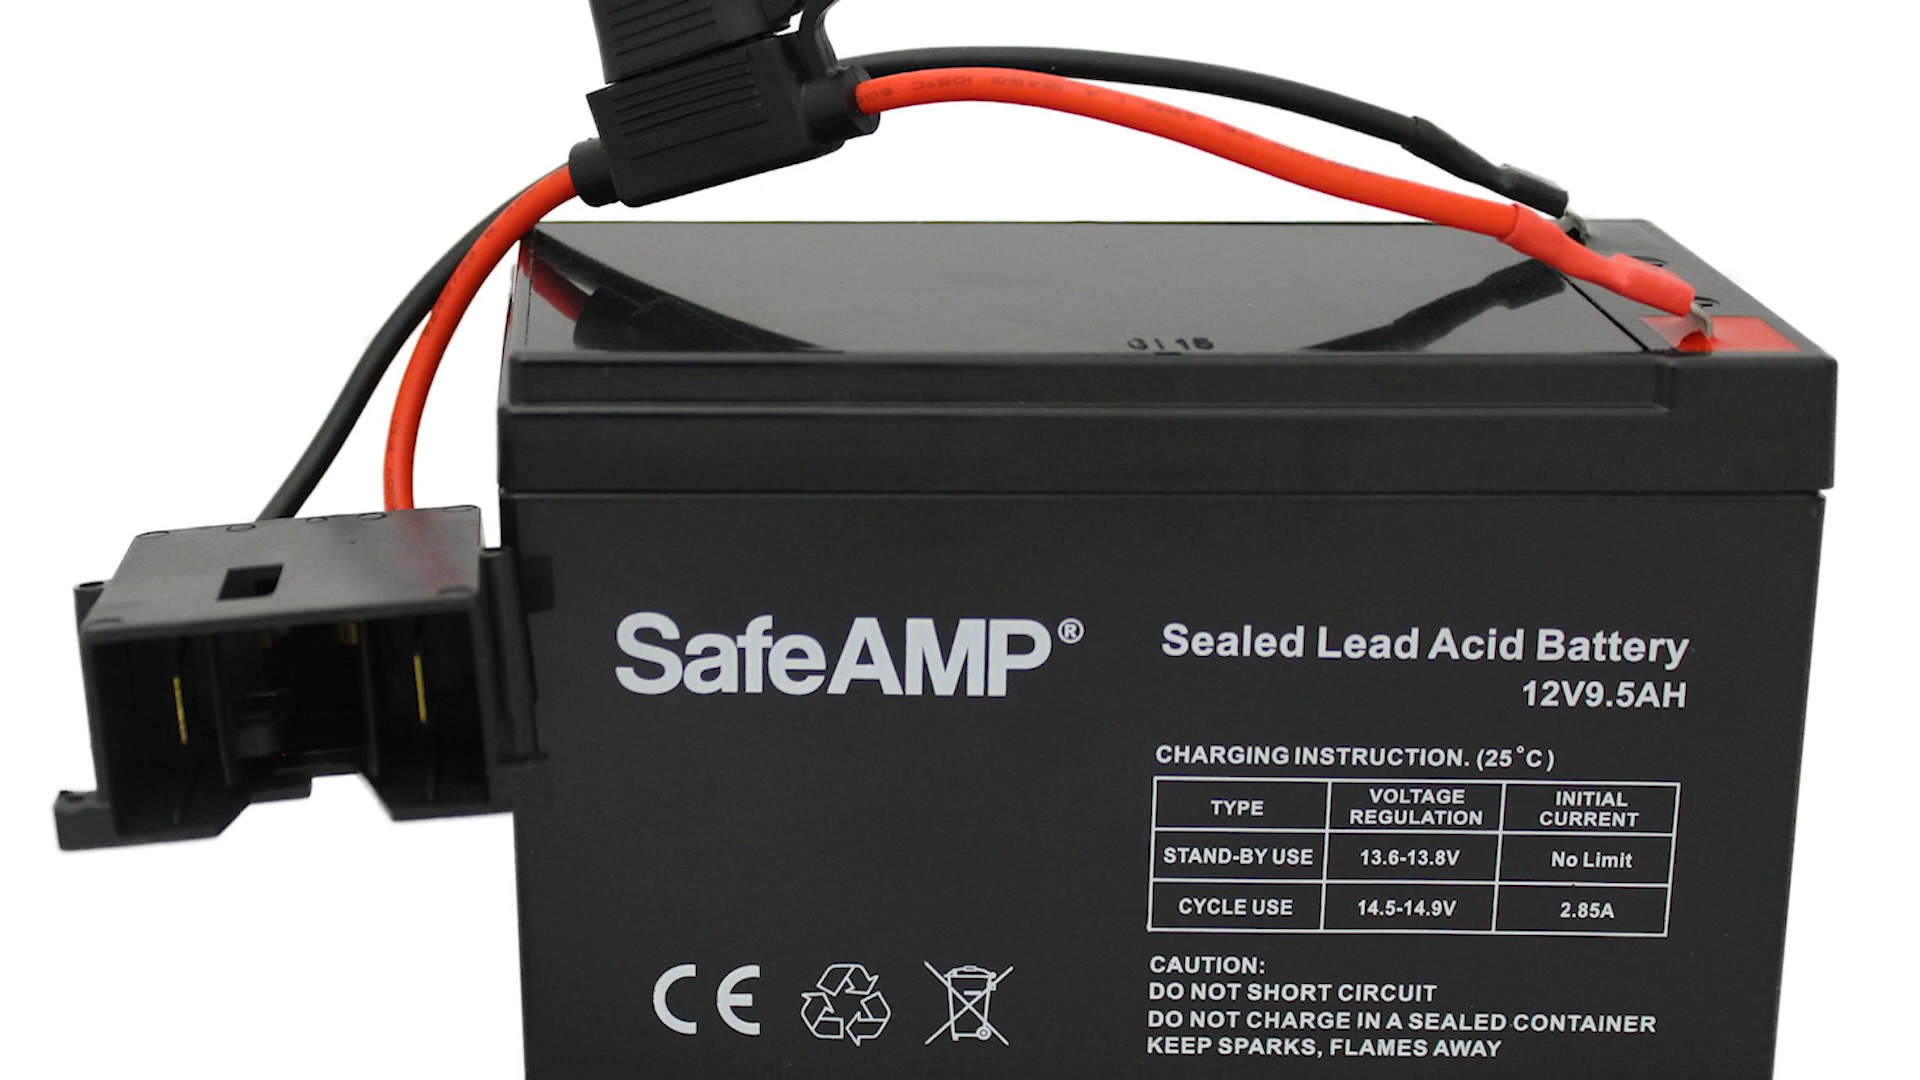 SafeAMP®
Sealed Lead Acid Battery
12V9.5AH
CHARGING INSTRUCTION. (25°C)
TYPE VOLTAGE REGULATION INITIAL CURRENT
STAND-BY USE 13.6-13.8V No Limit
CYCLE USE 14.5-14.9V 2.85A
CE
CAUTION:
DO NOT SHORT CIRCUIT
DO NOT CHARGE IN A SEALED CONTAINER
KEEP SPARKS, FLAMES AWAY